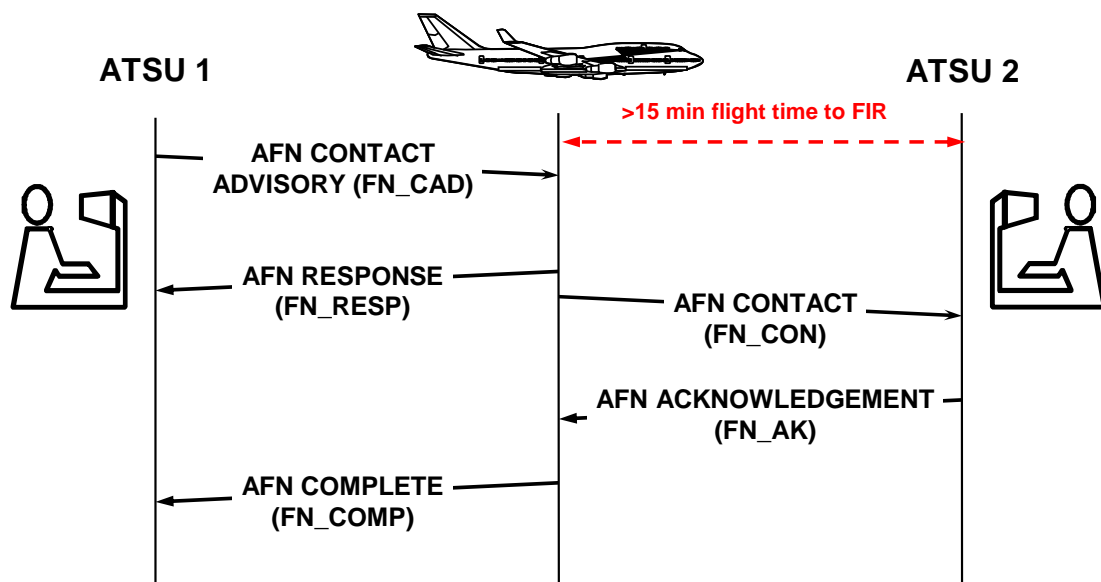 ATSU 1
ATSU 2
>15 min flight time to FIR
AFN CONTACT
ADVISORY (FN_CAD)
AFN RESPONSE
(FN_RESP)
AFN CONTACT
(FN_CON)
AFN ACKNOWLEDGEMENT
(FN_AK)
AFN COMPLETE
(FN_COMP)